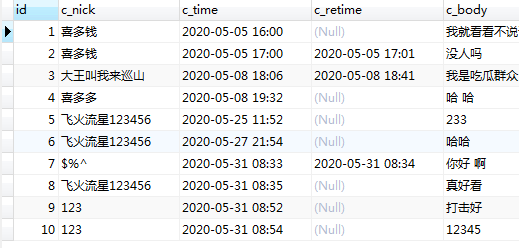 id c_nick c_time c_retime c_body
1 喜多钱 2020-05-05 16:00 (Null) 我就看看不说
2 喜多钱 2020-05-05 17:00 2020-05-05 17:01 没人吗
3 大王叫我来巡山 2020-05-08 18:06 2020-05-08 18:41 我是吃瓜群众
4 喜多多 2020-05-08 19:32 (Null) 哈 哈
5 飞火流星123456 2020-05-25 11:52 (Null) 233
6 飞火流星123456 2020-05-27 21:54 (Null) 哈哈
7 $%^ 2020-05-31 08:33 2020-05-31 08:34 你好 啊
8 飞火流星123456 2020-05-31 08:35 (Null) 真好看
9 123 2020-05-31 08:52 (Null) 打击好
10 123 2020-05-31 08:54 (Null) 12345